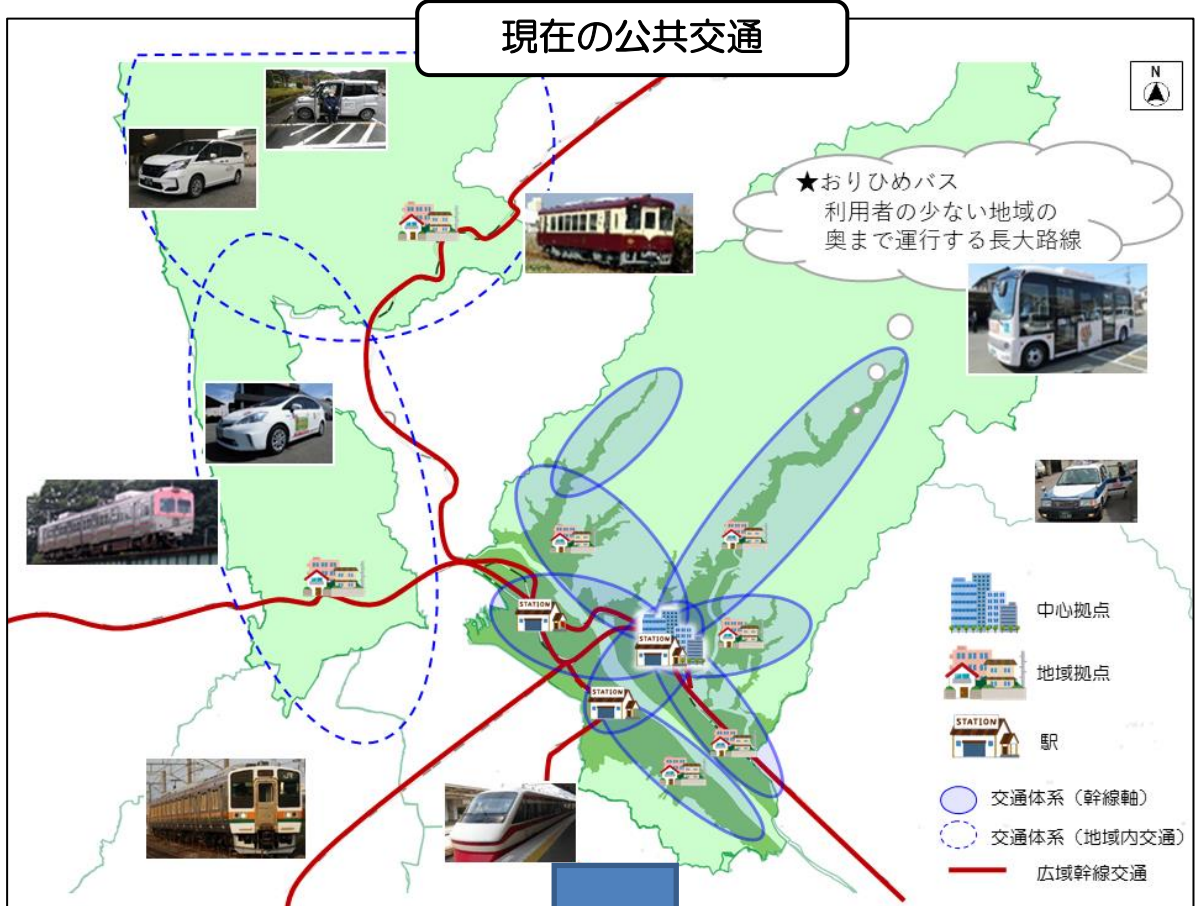 現在の公共交通
N
★おりひめバス
利用者の少ない地域の
奥まで運行する長大路線
STATION
STATION
STATION
中心拠点
地域拠点
STATION
駅
交通体系（幹線軸）
交通体系（地域内交通）
広域幹線交通